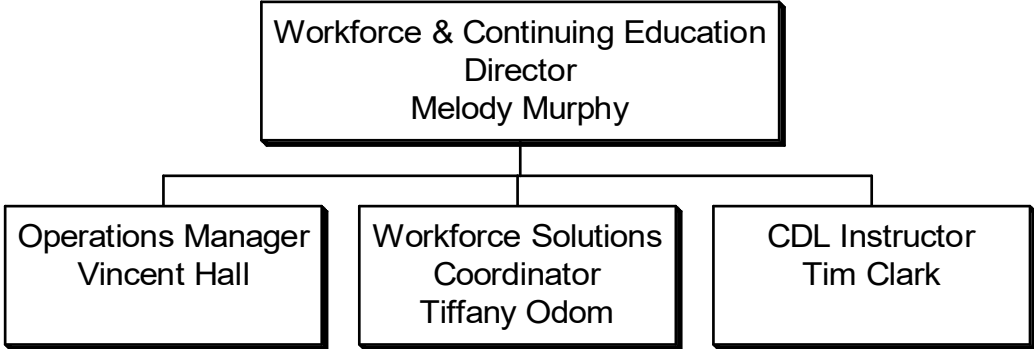 Workforce & Continuing Education
Director
Melody Murphy
Operations Manager
Vincent Hall
Workforce Solutions
Coordinator
Tiffany Odom
CDL Instructor
Tim Clark